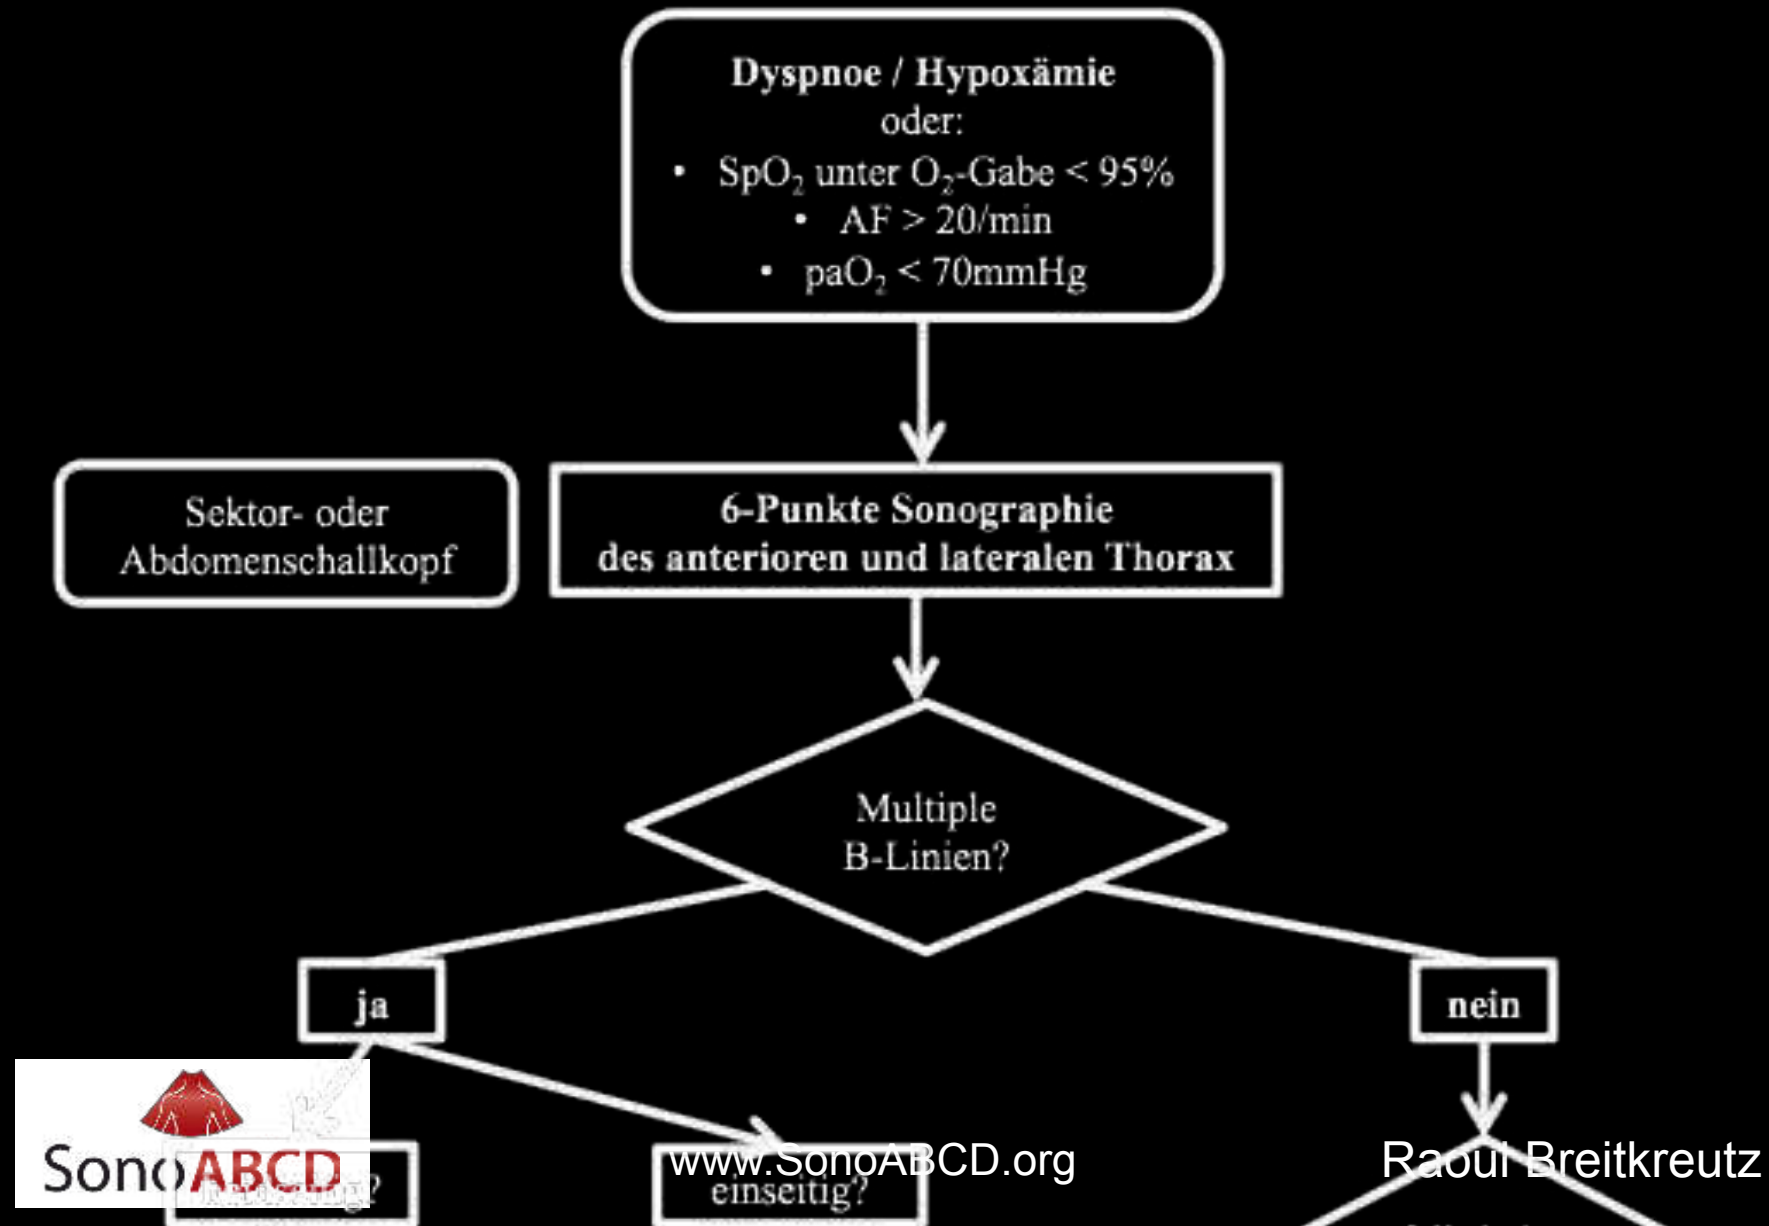 Dyspnoe / Hypoxämie
oder:
• SpO₂ unter O₂-Gabe < 95%
• AF > 20/min
• paO₂ < 70mmHg
Sektor- oder
Abdomenschallkopf
6-Punkte Sonographie
des anterioren und lateralen Thorax
Multiple
B-Linien?
ja
nein
SonoABCD
www.SonoABCD.org
einseitig?
Raoul Breitkreutz